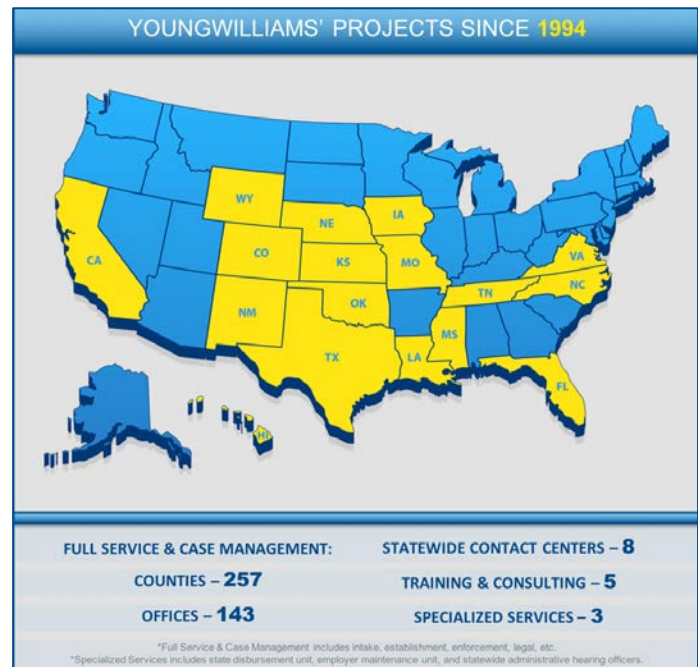 YOUNGWILLIAMS' PROJECTS SINCE 1994
WY
IA
NE
CA
CO
KS
MO
VA
NC
TN
OK
NM
MS
TX
LA
FL
HI
FULL SERVICE & CASE MANAGEMENT:
COUNTIES – 257
OFFICES – 143
STATEWIDE CONTACT CENTERS – 8
TRAINING & CONSULTING – 5
SPECIALIZED SERVICES – 3
*Full Service & Case Management includes intake, establishment, enforcement, legal, etc.
*Specialized Services includes state disbursement unit, employer maintenance unit, and statewide administrative hearing officers.